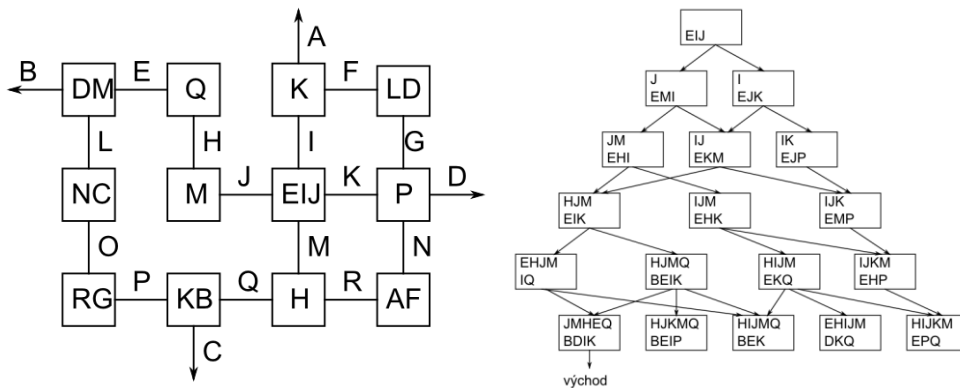 A
B
E
F
DM
Q
K
LD
L
H
I
G
NC
M
J
EIJ
K
P
D
O
M
N
RG
P
KB
Q
H
R
AF
C
EIJ
J
EMI
I
EJK
JM
EHI
IJ
EKM
IK
EJP
HJM
EIK
IJM
EHK
IJK
EMP
EHJM
IQ
HJMQ
BEIK
HIJM
EKQ
IJKM
EHP
JMHEQ
BDIK
HJKMQ
BEIP
HIJMQ
BEK
EHIJM
DKQ
HIJKM
EPQ
východ